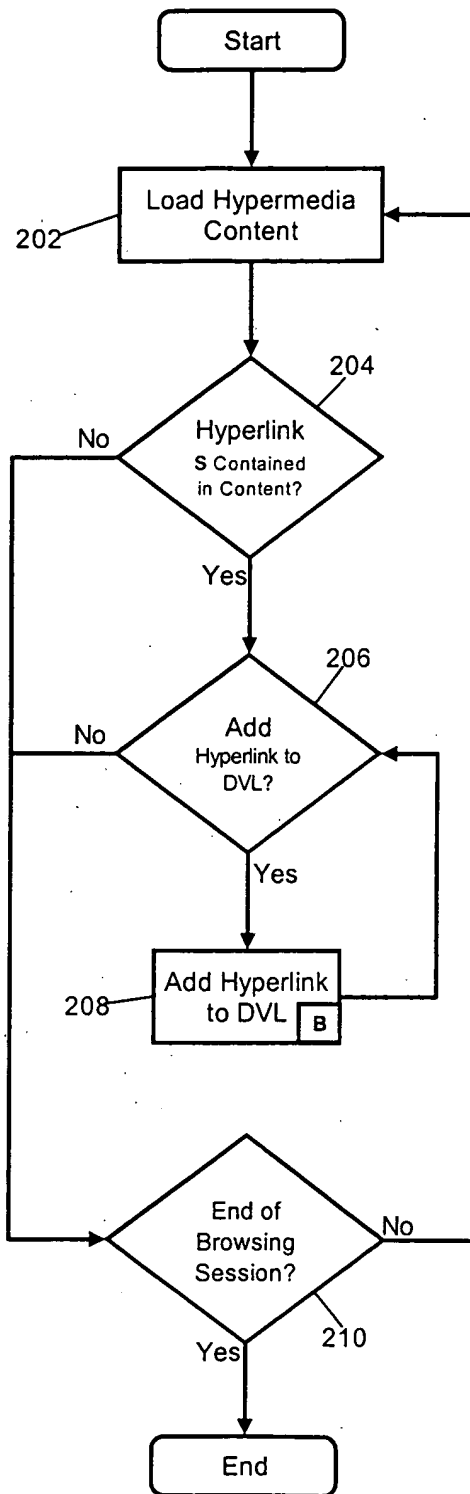 Start
Load Hypermedia
Content
202
204
No
Hyperlink
S Contained
in Content?
Yes
206
No
Add
Hyperlink to
DVL?
Yes
Add Hyperlink
to DVL
B
208
End of
Browsing
Session?
No
210
Yes
End